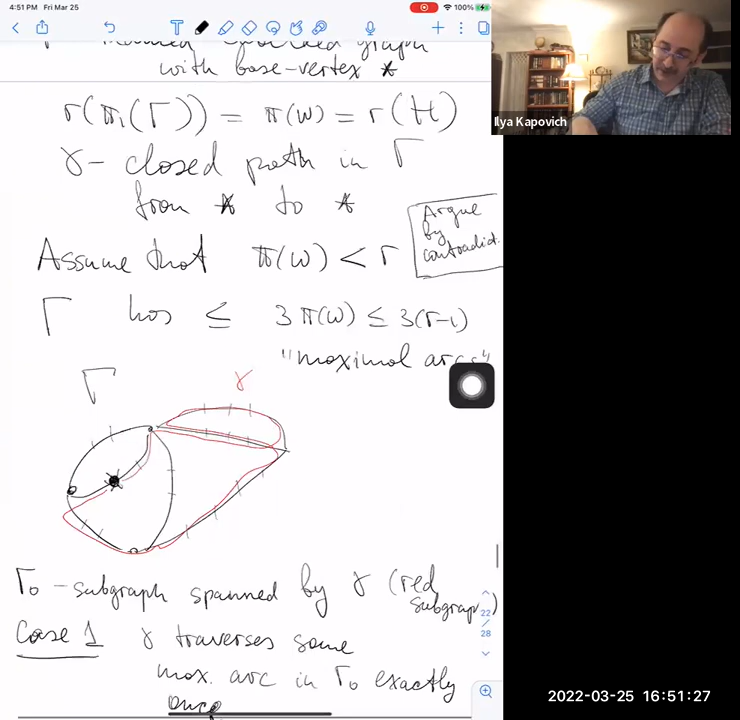 4:51 PM Fri Mar 25
100%
with base-vertex *
r(π₁(Γ)) = π(w) = r(H)
γ - closed path in Γ
from * to *
Argue
by
contradict.
Assume that π(w) < r
Γ has ≤ 3π(w) ≤ 3(r-1)
"maximal arcs"
Γ
γ
Γ₀ - subgraph spanned by γ (red
subgraph)
Case 1 γ traverses some
max. arc in Γ₀ exactly
once
22
/
28
Ilya Kapovich
2022-03-25 16:51:27